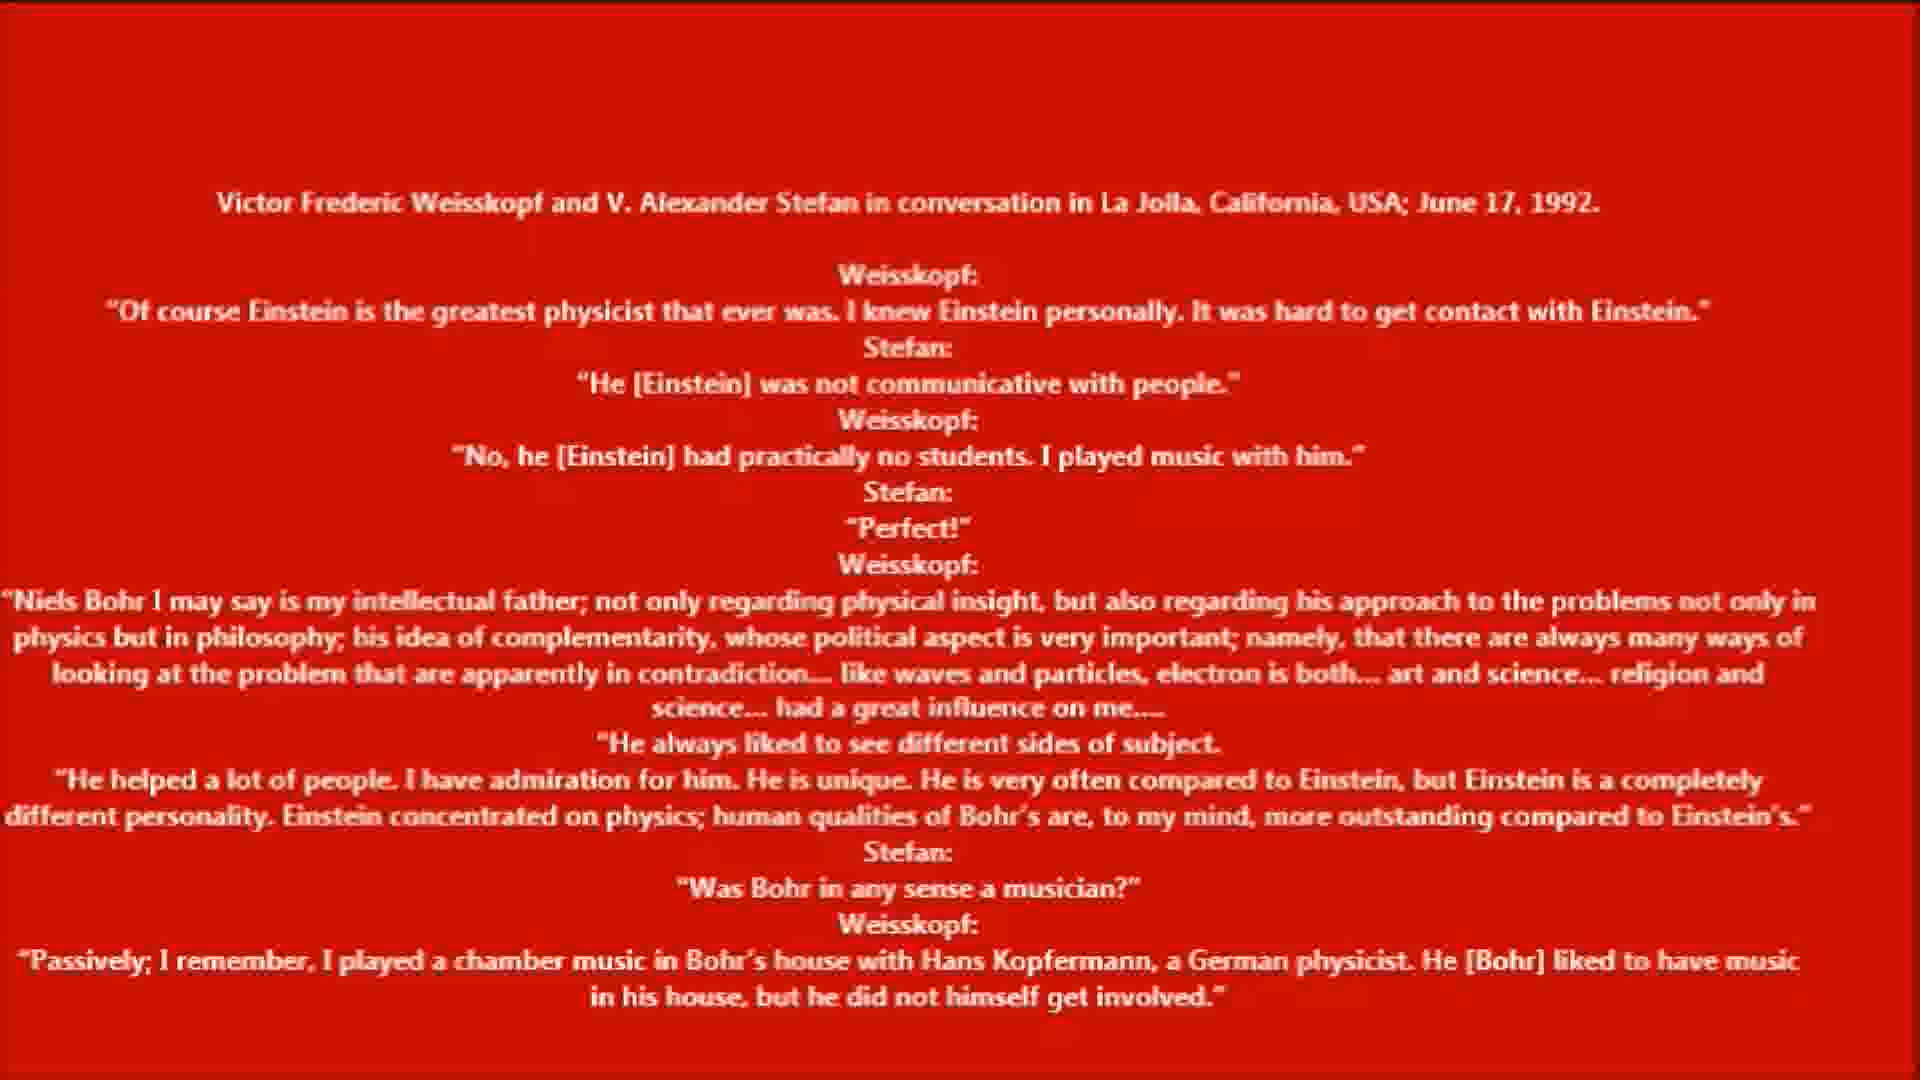 Victor Frederic Weisskopf and V. Alexander Stefan in conversation in La Jolla, California, USA; June 17, 1992.
Weisskopf:
"Of course Einstein is the greatest physicist that ever was. I knew Einstein personally. It was hard to get contact with Einstein."
Stefan:
"He [Einstein] was not communicative with people."
Weisskopf:
"No, he [Einstein] had practically no students. I played music with him."
Stefan:
"Perfect!"
Weisskopf:
"Niels Bohr I may say is my intellectual father; not only regarding physical insight, but also regarding his approach to the problems not only in
physics but in philosophy; his idea of complementarity, whose political aspect is very important; namely, that there are always many ways of
looking at the problem that are apparently in contradiction... like waves and particles, electron is both... art and science... religion and
science... had a great influence on me....
"He always liked to see different sides of subject.
"He helped a lot of people. I have admiration for him. He is unique. He is very often compared to Einstein, but Einstein is a completely
different personality. Einstein concentrated on physics; human qualities of Bohr's are, to my mind, more outstanding compared to Einstein's."
Stefan:
"Was Bohr in any sense a musician?"
Weisskopf:
"Passively; I remember, I played a chamber music in Bohr's house with Hans Kopfermann, a German physicist. He [Bohr] liked to have music
in his house, but he did not himself get involved."